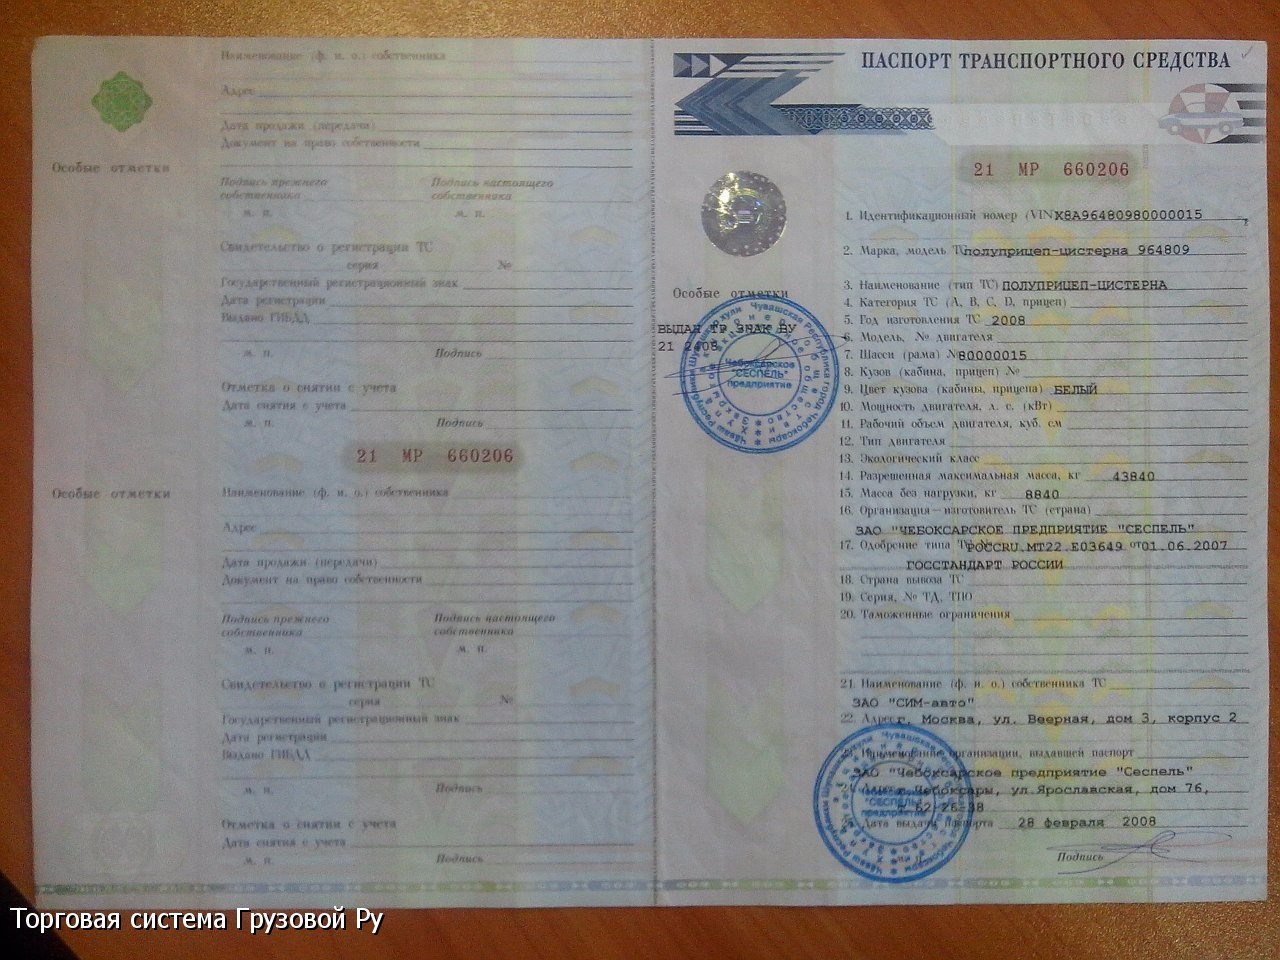 Наименование (ф. и. о.) собственника
Адрес
Дата продажи (передачи)
Документ на право собственности
Особые отметки
Подпись прежнего собственника
Подпись настоящего собственника
м. п.
м. п.
Свидетельство о регистрации ТС
серия №
Государственный регистрационный знак
Дата регистрации
Выдано ГИБДД
м. п. Подпись
Отметка о снятии с учета
Дата снятия с учета
м. п. Подпись
21 МР 660206
Особые отметки
Наименование (ф. и. о.) собственника
Адрес
Дата продажи (передачи)
Документ на право собственности
Подпись прежнего собственника
Подпись настоящего собственника
м. п.
м. п.
Свидетельство о регистрации ТС
серия №
Государственный регистрационный знак
Дата регистрации
Выдано ГИБДД
м. п. Подпись
Отметка о снятии с учета
Дата снятия с учета
м. п. Подпись
ПАСПОРТ ТРАНСПОРТНОГО СРЕДСТВА
21 МР 660206
1. Идентификационный номер (VIN) X8A96480980000015
2. Марка, модель ТС полуприцеп-цистерна 964809
3. Наименование (тип ТС) ПОЛУПРИЦЕП-ЦИСТЕРНА
4. Категория ТС (A, B, C, D, прицеп)
5. Год изготовления ТС 2008
6. Модель, № двигателя
7. Шасси (рама) № 80000015
8. Кузов (кабина, прицеп) №
9. Цвет кузова (кабины, прицепа) БЕЛЫЙ
10. Мощность двигателя, л. с. (кВт)
11. Рабочий объем двигателя, куб. см
12. Тип двигателя
13. Экологический класс
14. Разрешенная максимальная масса, кг 43840
15. Масса без нагрузки, кг 8840
16. Организация-изготовитель ТС (страна)
ЗАО "ЧЕБОКСАРСКОЕ ПРЕДПРИЯТИЕ "СЕСПЕЛЬ"
17. Одобрение типа ТС № РОССRU.МТ22.Е03649 от 01.06.2007
ГОССТАНДАРТ РОССИИ
18. Страна вывоза ТС
19. Серия, № ТД, ТПО
20. Таможенные ограничения
21. Наименование (ф. и. о.) собственника ТС
ЗАО "СИМ-авто"
22. Адрес г. Москва, ул. Веерная, дом 3, корпус 2
23. Наименование организации, выдавшей паспорт
ЗАО "Чебоксарское предприятие "Сеспель"
24. Адрес г.Чебоксары, ул.Ярославская, дом 76,
62-26-38
25. Дата выдачи паспорта 28 февраля 2008
Подпись
Особые отметки
ВЫДАН ТР.ЗНАК ВУ
21 2408
Чувашская Республика город Чебоксары
Чебоксарское
"СЕСПЕЛЬ"
предприятие
"СЕСПЕЛЬ"
предприятие
Торговая система Грузовой Ру